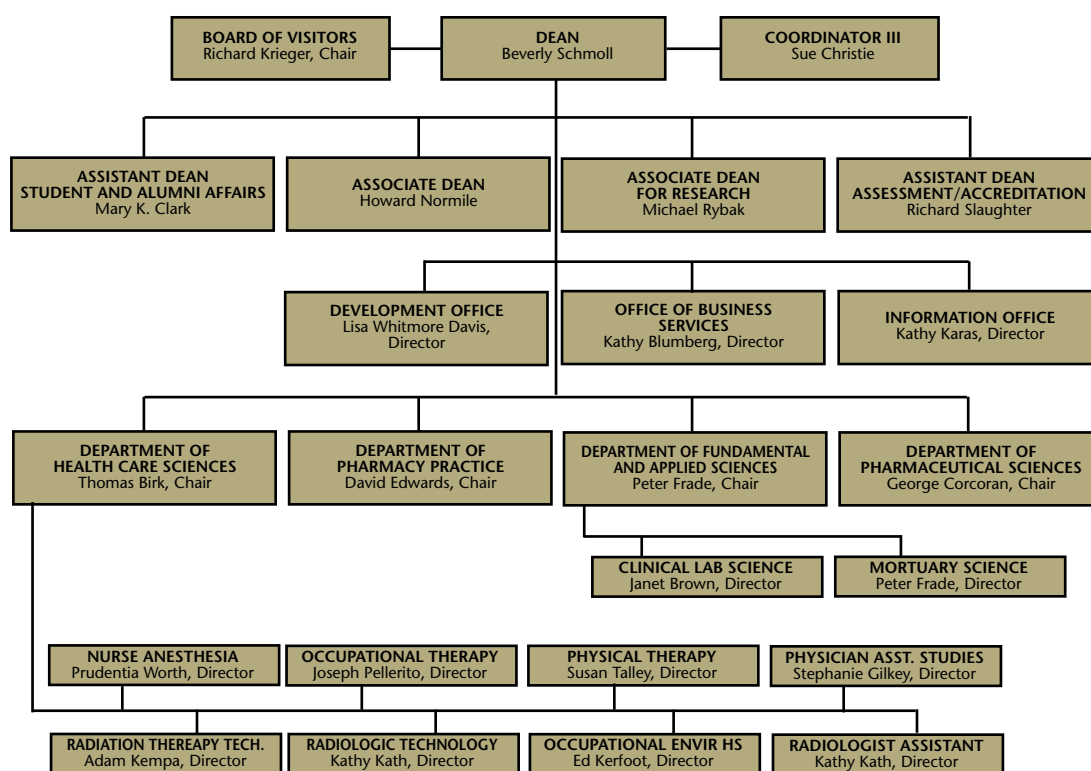 BOARD OF VISITORS
Richard Krieger, Chair
DEAN
Beverly Schmoll
COORDINATOR III
Sue Christie
ASSISTANT DEAN
STUDENT AND ALUMNI AFFAIRS
Mary K. Clark
ASSOCIATE DEAN
Howard Normile
ASSOCIATE DEAN
FOR RESEARCH
Michael Rybak
ASSISTANT DEAN
ASSESSMENT/ACCREDITATION
Richard Slaughter
DEVELOPMENT OFFICE
Lisa Whitmore Davis,
Director
OFFICE OF BUSINESS
SERVICES
Kathy Blumberg, Director
INFORMATION OFFICE
Kathy Karas, Director
DEPARTMENT OF
HEALTH CARE SCIENCES
Thomas Birk, Chair
DEPARTMENT OF
PHARMACY PRACTICE
David Edwards, Chair
DEPARTMENT OF FUNDAMENTAL
AND APPLIED SCIENCES
Peter Frade, Chair
DEPARTMENT OF
PHARMACEUTICAL SCIENCES
George Corcoran, Chair
CLINICAL LAB SCIENCE
Janet Brown, Director
MORTUARY SCIENCE
Peter Frade, Director
NURSE ANESTHESIA
Prudentia Worth, Director
OCCUPATIONAL THERAPY
Joseph Pellerito, Director
PHYSICAL THERAPY
Susan Talley, Director
PHYSICIAN ASST. STUDIES
Stephanie Gilkey, Director
RADIATION THEREAPY TECH.
Adam Kempa, Director
RADIOLOGIC TECHNOLOGY
Kathy Kath, Director
OCCUPATIONAL ENVIR HS
Ed Kerfoot, Director
RADIOLOGIST ASSISTANT
Kathy Kath, Director